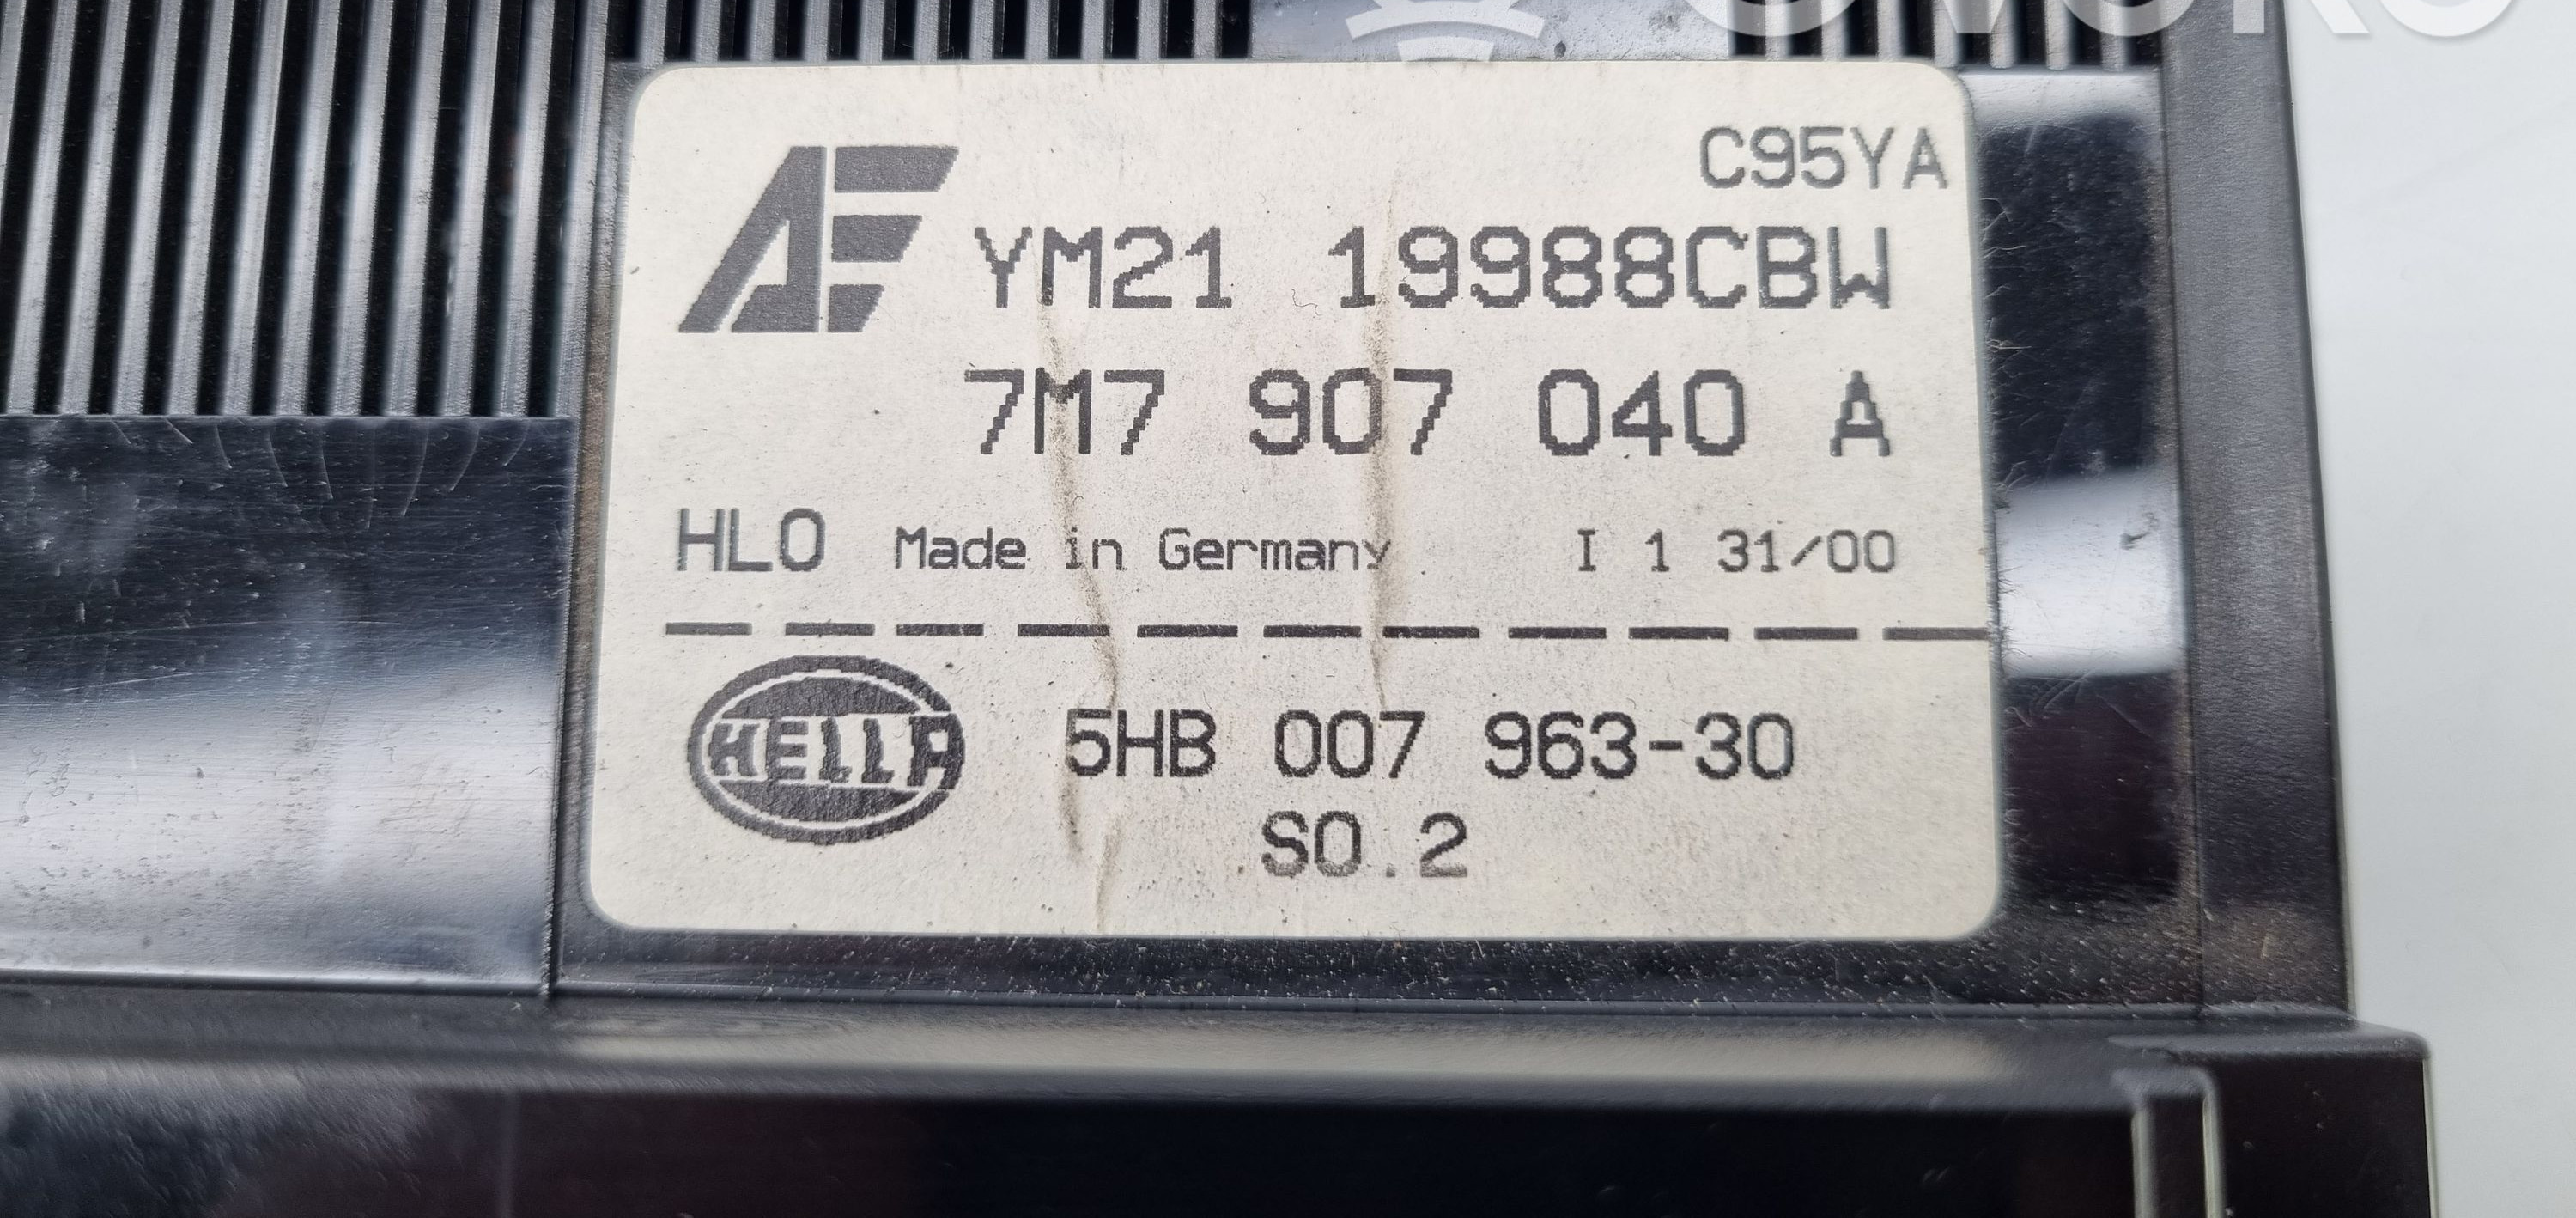 C95YA
AF YM21 19988CBW
7M7 907 040 A
HLO Made in Germany I 1 31/00
HELLA 5HB 007 963-30
SO.2